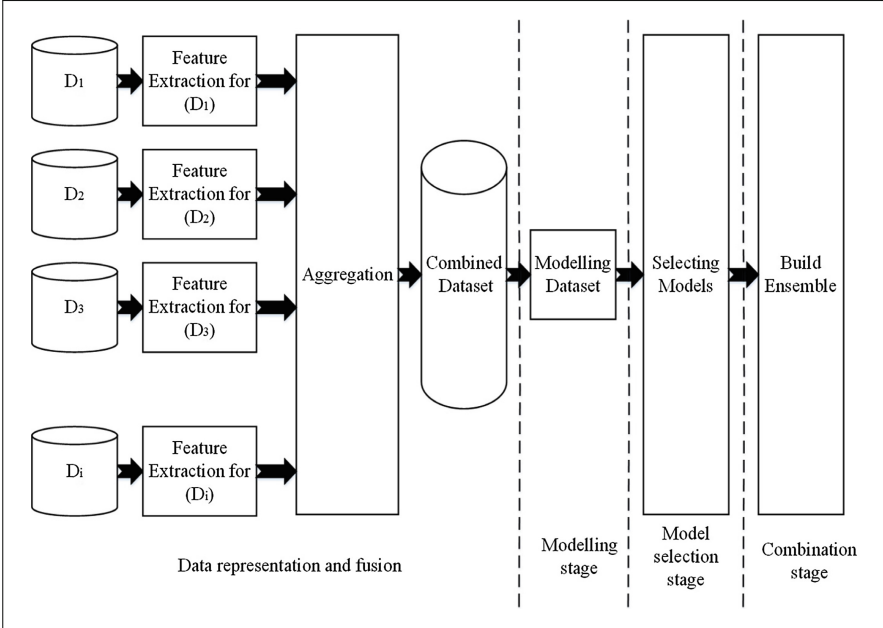 D1
Feature
Extraction for
(D1)
D2
Feature
Extraction for
(D2)
D3
Feature
Extraction for
(D3)
Di
Feature
Extraction for
(Di)
Aggregation
Combined
Dataset
Modelling
Dataset
Selecting
Models
Build
Ensemble
Data representation and fusion
Modelling
stage
Model
selection
stage
Combination
stage